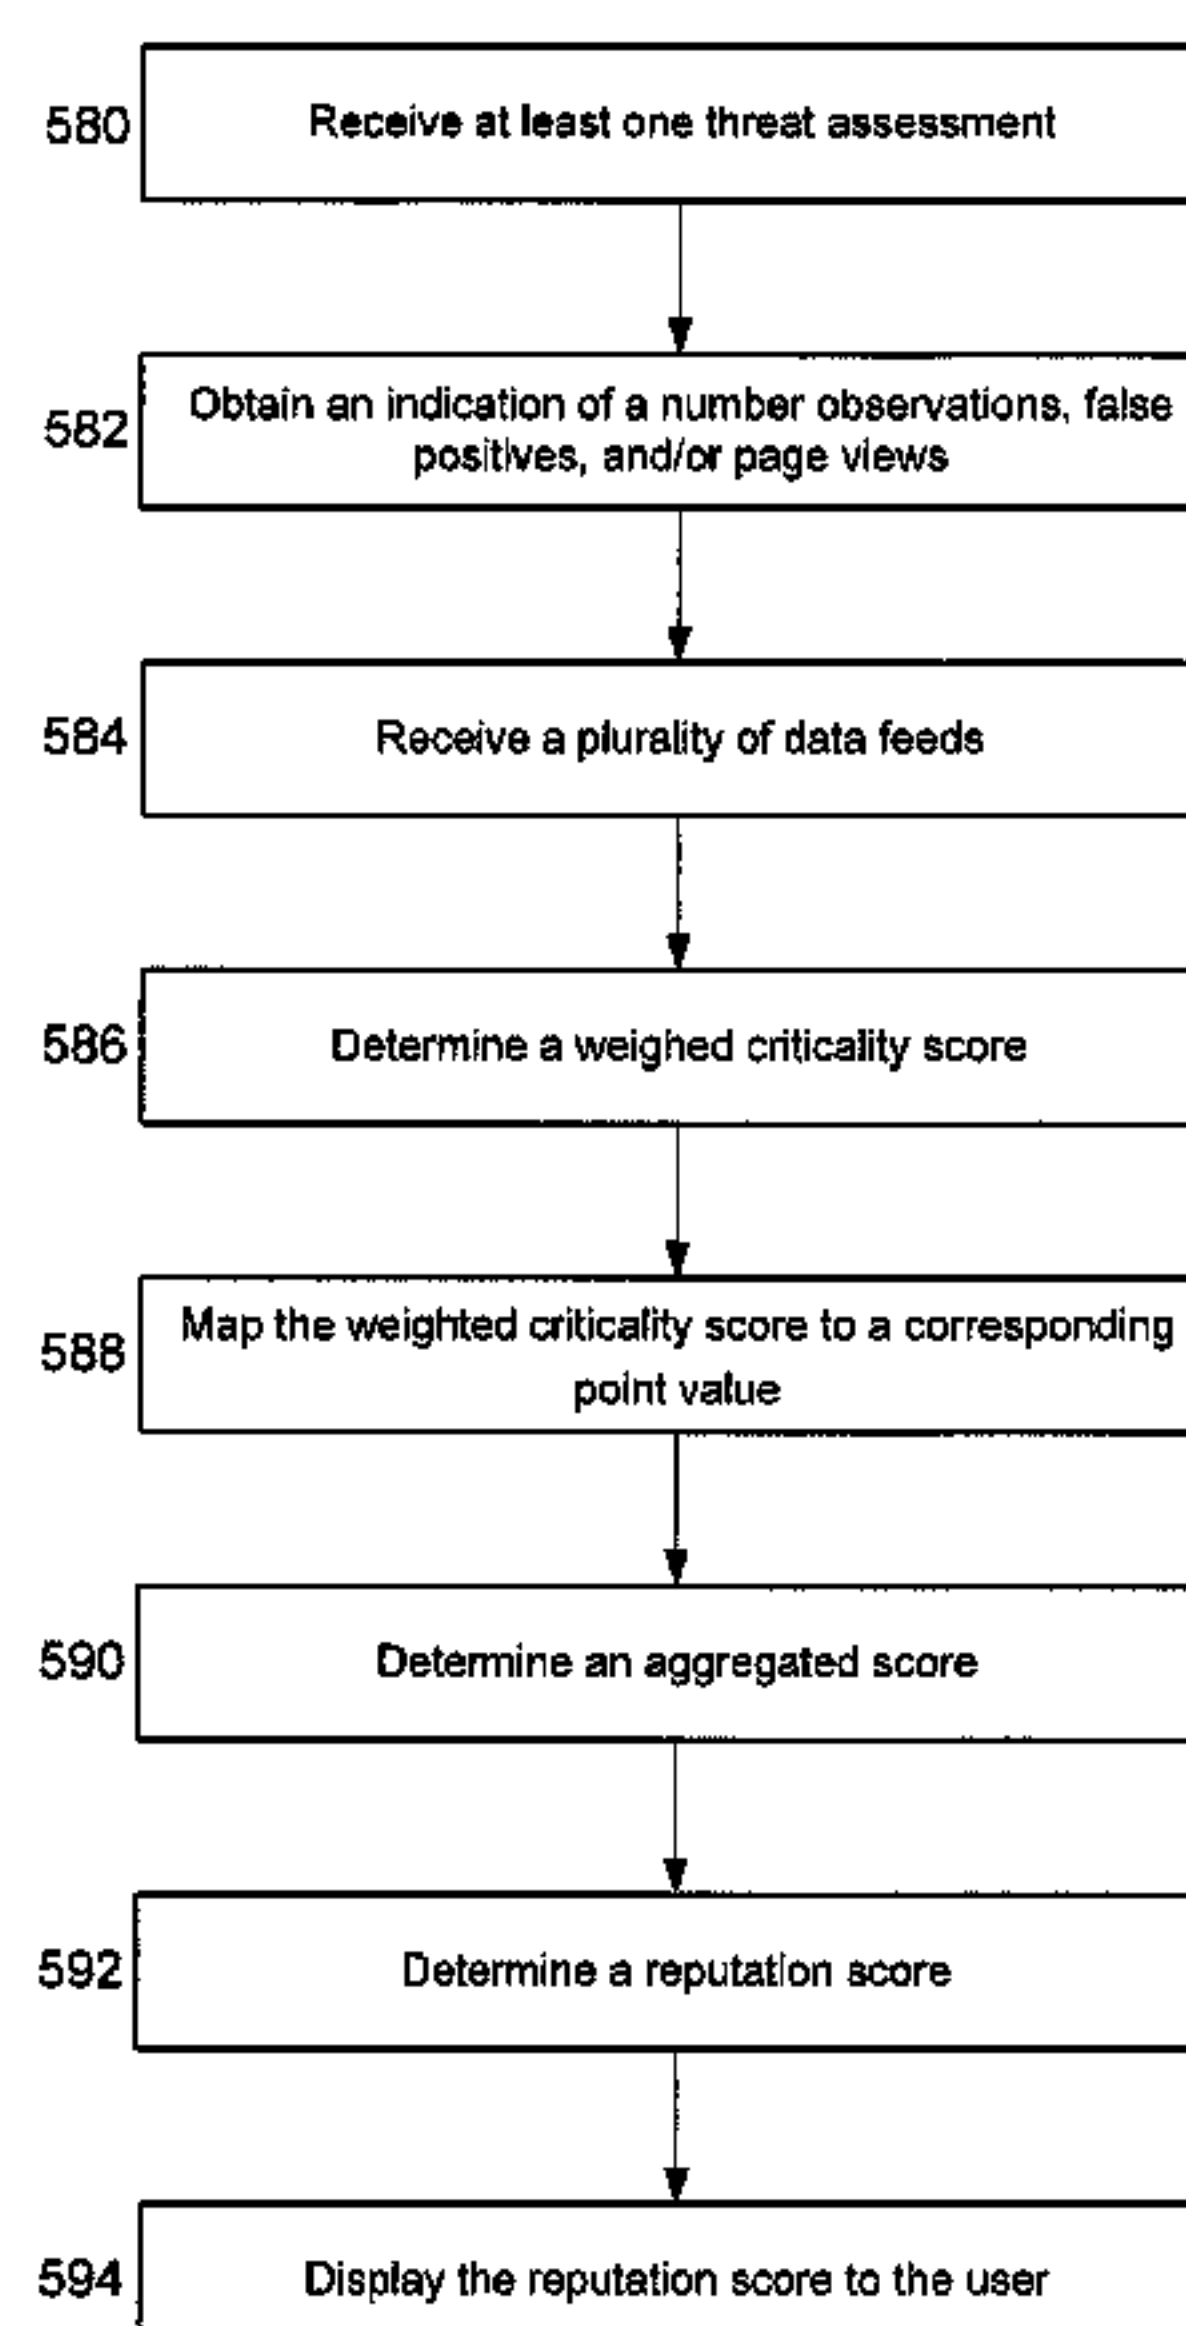 580
Receive at least one threat assessment
582
Obtain an indication of a number observations, false
positives, and/or page views
584
Receive a plurality of data feeds
586
Determine a weighed criticality score
588
Map the weighted criticality score to a corresponding
point value
590
Determine an aggregated score
592
Determine a reputation score
594
Display the reputation score to the user